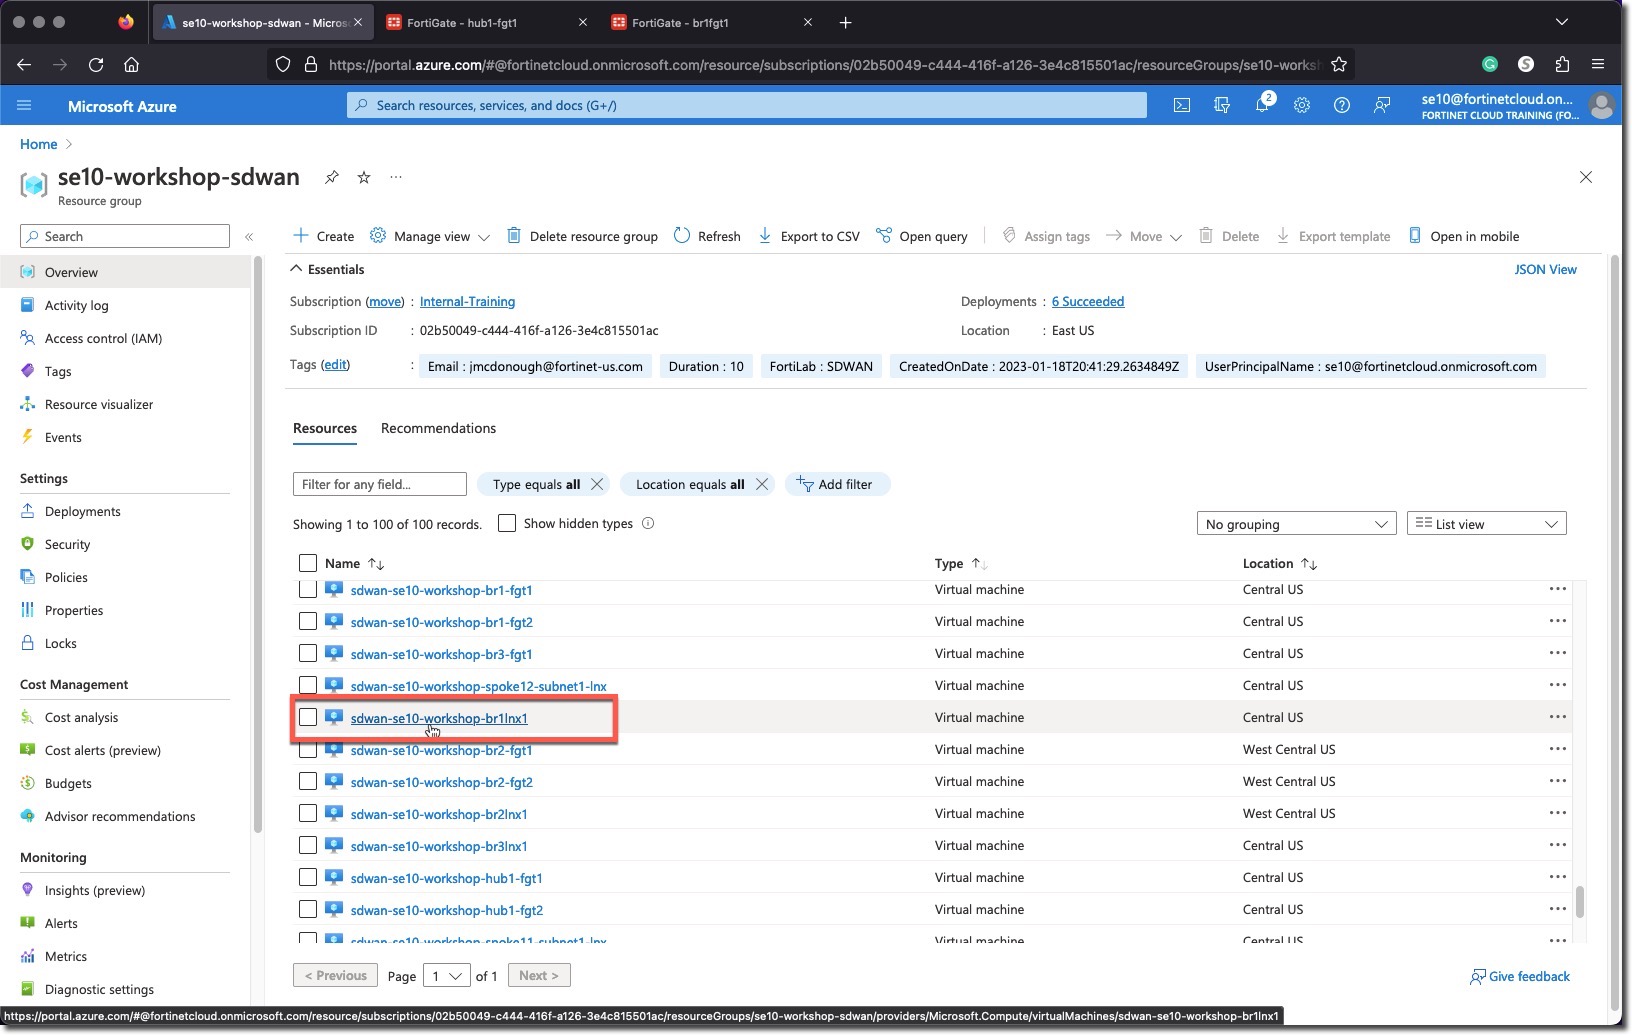 se10-workshop-sdwan - Micros
FortiGate - hub1-fgt1
FortiGate - br1fgt1
https://portal.azure.com/#@fortinetcloud.onmicrosoft.com/resource/subscriptions/02b50049-c444-416f-a126-3e4c815501ac/resourceGroups/se10-works
Microsoft Azure
Search resources, services, and docs (G+/)
2
se10@fortinetcloud.on...
FORTINET CLOUD TRAINING (FO...
Home
se10-workshop-sdwan
Resource group
Search
Create
Manage view
Delete resource group
Refresh
Export to CSV
Open query
Assign tags
Move
Delete
Export template
Open in mobile
Overview
Activity log
Access control (IAM)
Tags
Resource visualizer
Events
Settings
Deployments
Security
Policies
Properties
Locks
Cost Management
Cost analysis
Cost alerts (preview)
Budgets
Advisor recommendations
Monitoring
Insights (preview)
Alerts
Metrics
Diagnostic settings
Essentials
JSON View
Subscription (move) : Internal-Training
Deployments : 6 Succeeded
Subscription ID : 02b50049-c444-416f-a126-3e4c815501ac
Location : East US
Tags (edit) : Email : jmcdonough@fortinet-us.com Duration : 10 FortiLab : SDWAN CreatedOnDate : 2023-01-18T20:41:29.2634849Z UserPrincipalName : se10@fortinetcloud.onmicrosoft.com
Resources Recommendations
Filter for any field...
Type equals all
Location equals all
Add filter
Showing 1 to 100 of 100 records.
Show hidden types
No grouping
List view
Name Type Location
sdwan-se10-workshop-br1-fgt1 Virtual machine Central US
sdwan-se10-workshop-br1-fgt2 Virtual machine Central US
sdwan-se10-workshop-br3-fgt1 Virtual machine Central US
sdwan-se10-workshop-spoke12-subnet1-lnx Virtual machine Central US
sdwan-se10-workshop-br1lnx1 Virtual machine Central US
sdwan-se10-workshop-br2-fgt1 Virtual machine West Central US
sdwan-se10-workshop-br2-fgt2 Virtual machine West Central US
sdwan-se10-workshop-br2lnx1 Virtual machine West Central US
sdwan-se10-workshop-br3lnx1 Virtual machine Central US
sdwan-se10-workshop-hub1-fgt1 Virtual machine Central US
sdwan-se10-workshop-hub1-fgt2 Virtual machine Central US
sdwan-se10-workshop-spoke11-subnet1-lnx Virtual machine Central US
< Previous Page 1 of 1 Next >
Give feedback
https://portal.azure.com/#@fortinetcloud.onmicrosoft.com/resource/subscriptions/02b50049-c444-416f-a126-3e4c815501ac/resourceGroups/se10-workshop-sdwan/providers/Microsoft.Compute/virtualMachines/sdwan-se10-workshop-br1lnx1